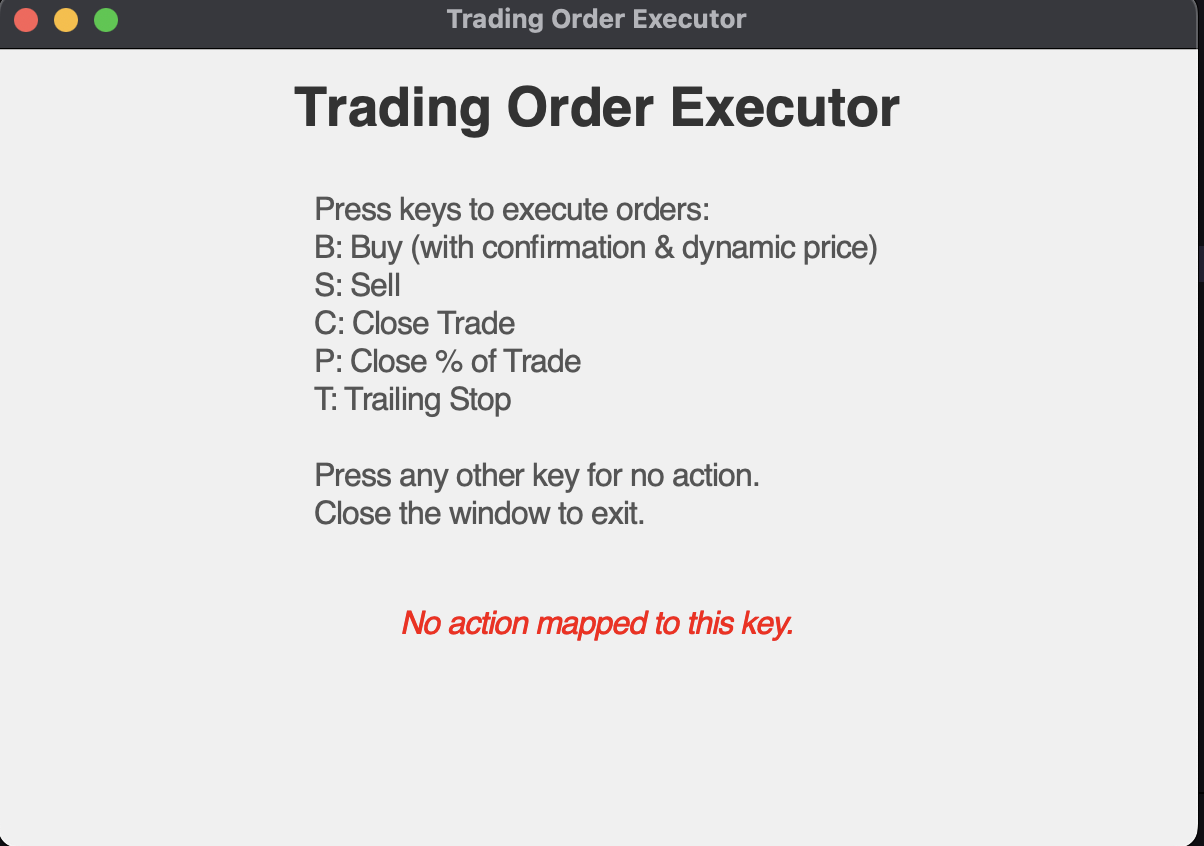 Trading Order Executor
Trading Order Executor
Press keys to execute orders:
B: Buy (with confirmation & dynamic price)
S: Sell
C: Close Trade
P: Close % of Trade
T: Trailing Stop
Press any other key for no action.
Close the window to exit.
No action mapped to this key.